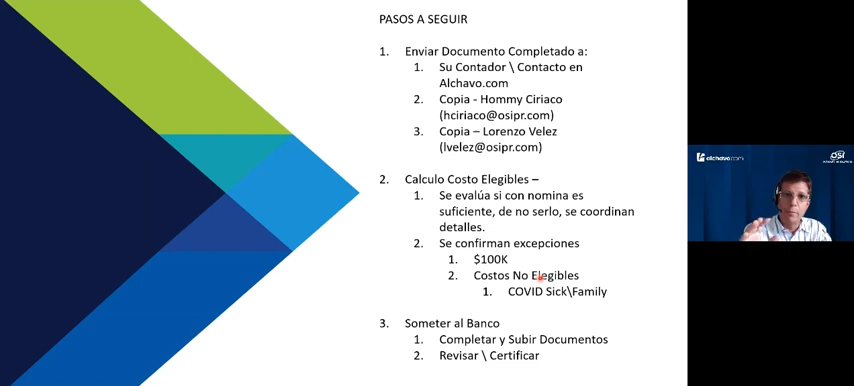 PASOS A SEGUIR
1. Enviar Documento Completado a:
1. Su Contador \ Contacto en
Alchavo.com
2. Copia - Hommy Ciriaco
(hciriaco@osipr.com)
3. Copia – Lorenzo Velez
(lvelez@osipr.com)
2. Calculo Costo Elegibles –
1. Se evalúa si con nomina es
suficiente, de no serlo, se coordinan
detalles.
2. Se confirman excepciones
1. $100K
2. Costos No Elegibles
1. COVID Sick\Family
3. Someter al Banco
1. Completar y Subir Documentos
2. Revisar \ Certificar
alchavo.com
OSI